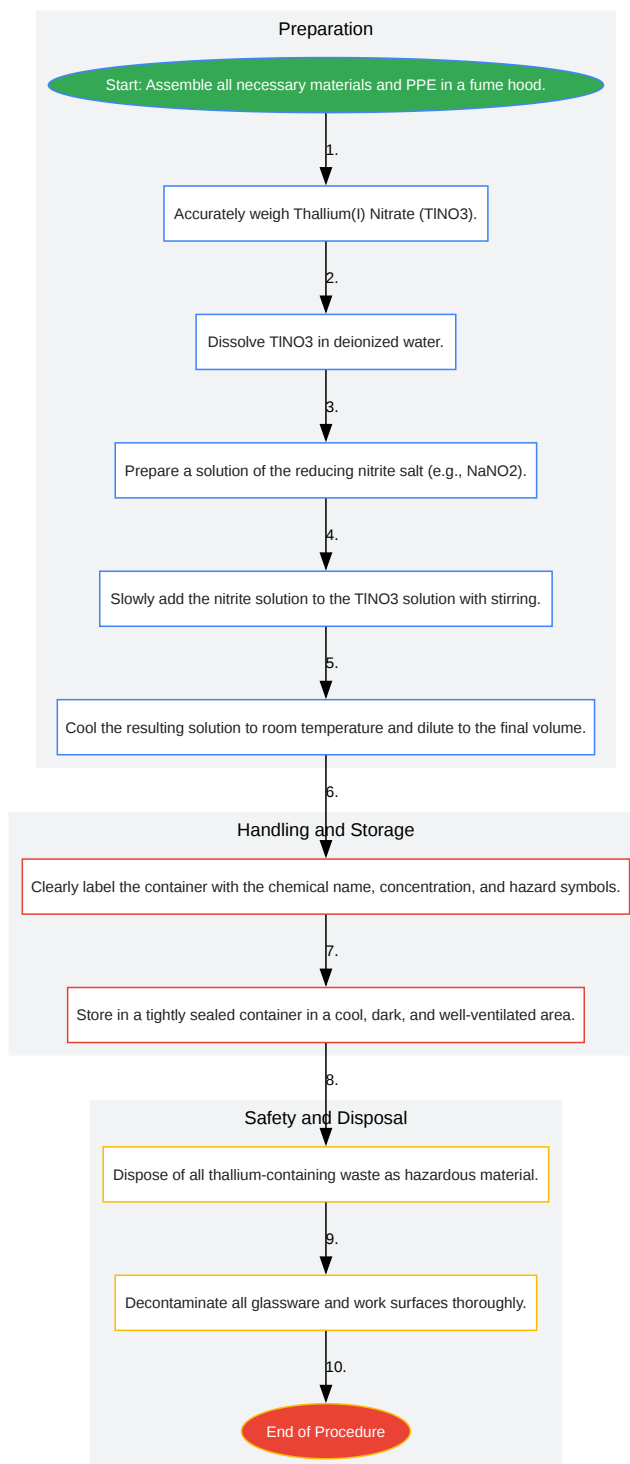 Preparation
Start: Assemble all necessary materials and PPE in a fume hood.
1.
Accurately weigh Thallium(I) Nitrate (TlNO3).
2.
Dissolve TlNO3 in deionized water.
3.
Prepare a solution of the reducing nitrite salt (e.g., NaNO2).
4.
Slowly add the nitrite solution to the TlNO3 solution with stirring.
5.
Cool the resulting solution to room temperature and dilute to the final volume.
6.
Handling and Storage
Clearly label the container with the chemical name, concentration, and hazard symbols.
7.
Store in a tightly sealed container in a cool, dark, and well-ventilated area.
8.
Safety and Disposal
Dispose of all thallium-containing waste as hazardous material.
9.
Decontaminate all glassware and work surfaces thoroughly.
10.
End of Procedure